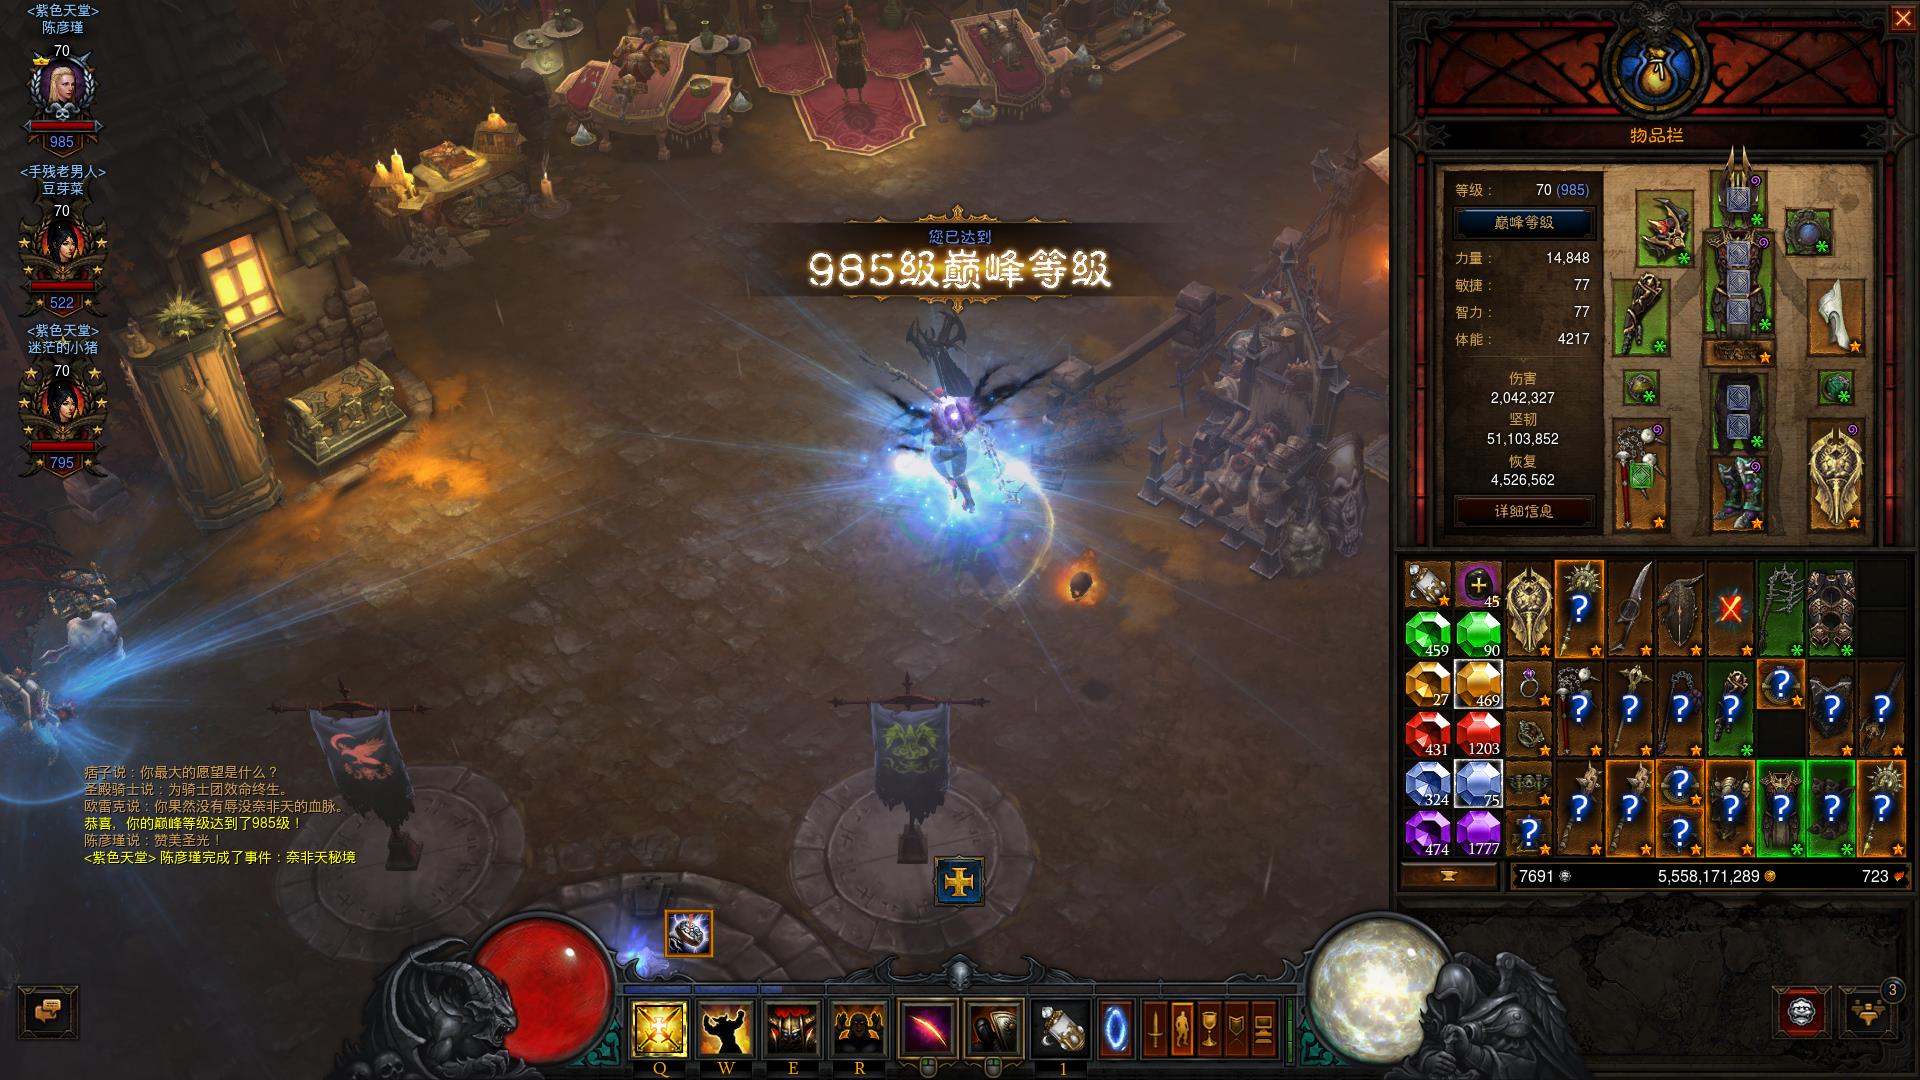 <紫色天堂>
陈彦瑾
70
985
<手残老男人>
豆芽菜
70
522
<紫色天堂>
迷茫的小猪
70
795
您已达到
985级巅峰等级
痞子说：你最大的愿望是什么？
圣殿骑士说：为骑士团效命终生。
欧雷克说：你果然没有辱没奈非天的血脉。
恭喜，你的巅峰等级达到了985级！
陈彦瑾说：赞美圣光！
<紫色天堂> 陈彦瑾完成了事件：奈非天秘境
Q W E R 1
物品栏
等级： 70 (985)
巅峰等级
力量： 14,848
敏捷： 77
智力： 77
体能： 4217
伤害
2,042,327
坚韧
51,103,852
恢复
4,526,562
详细信息
45
?
459 90
27 469
? ? ? ? ? ? ?
431 1203
324 75
? ? ? ? ? ? ?
474 1777
? ?
7691 5,558,171,289 723
3